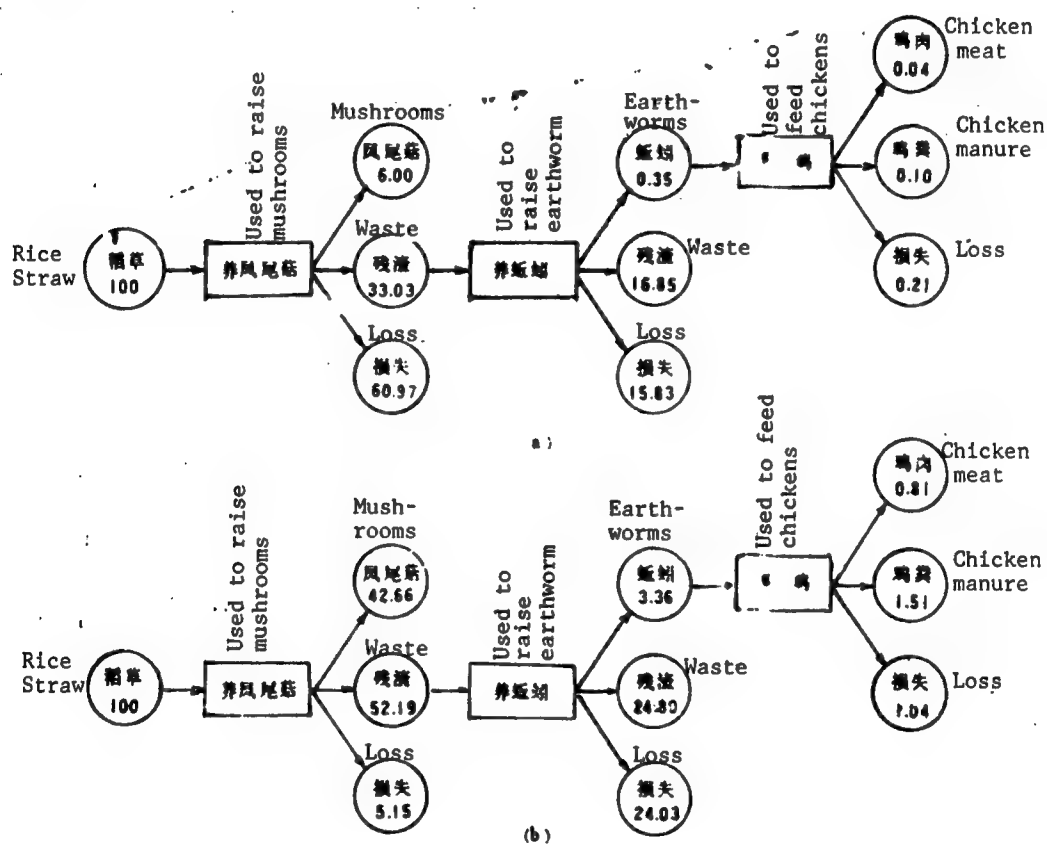 Chicken
meat
鸡肉
0.04
Used to
feed
chickens
Earth-
worms
Used to raise
mushrooms
Mushrooms
凤尾菇
6.00
Used to
raise
earthworm
蚯蚓
0.35
鸡
Chicken
manure
鸡粪
0.10
Rice
Straw
稻草
100
养凤尾菇
Waste
残渣
33.03
养蚯蚓
残渣
16.85
Waste
损失
0.21
Loss
Loss
损失
60.97
Loss
损失
15.83
a)
Chicken
meat
鸡肉
0.81
Used to feed
chickens
Used to raise
mushrooms
Mush-
rooms
凤尾菇
42.66
Used to
raise
earthworm
Earth-
worms
蚯蚓
3.36
鸡
鸡粪
1.51
Chicken
manure
Rice
Straw
稻草
100
养凤尾菇
Waste
残渣
52.19
养蚯蚓
残渣
24.80
Waste
损失
1.04
Loss
Loss
损失
5.15
Loss
损失
24.03
(b)